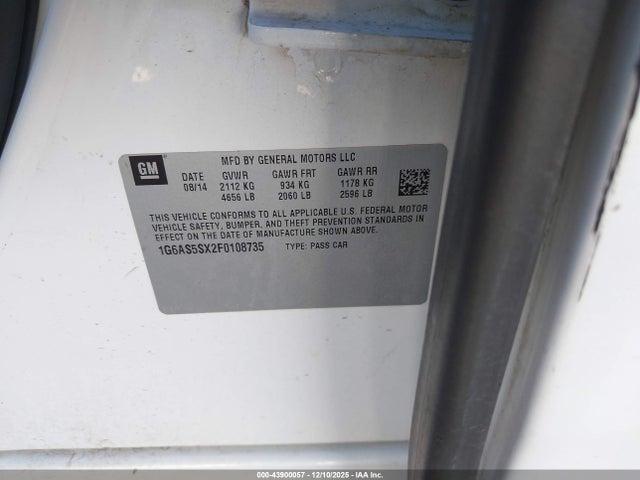 GM
MFD BY GENERAL MOTORS LLC
DATE GVWR GAWR FRT GAWR RR
08/14 2112 KG 934 KG 1178 KG
4656 LB 2060 LB 2596 LB
THIS VEHICLE CONFORMS TO ALL APPLICABLE U.S. FEDERAL MOTOR
VEHICLE SAFETY, BUMPER, AND THEFT PREVENTION STANDARDS IN
EFFECT ON THE DATE OF MANUFACTURE SHOWN ABOVE.
1G6AS5SX2F0108735 TYPE: PASS CAR
000-43900057 - 12/10/2025 - IAA Inc.